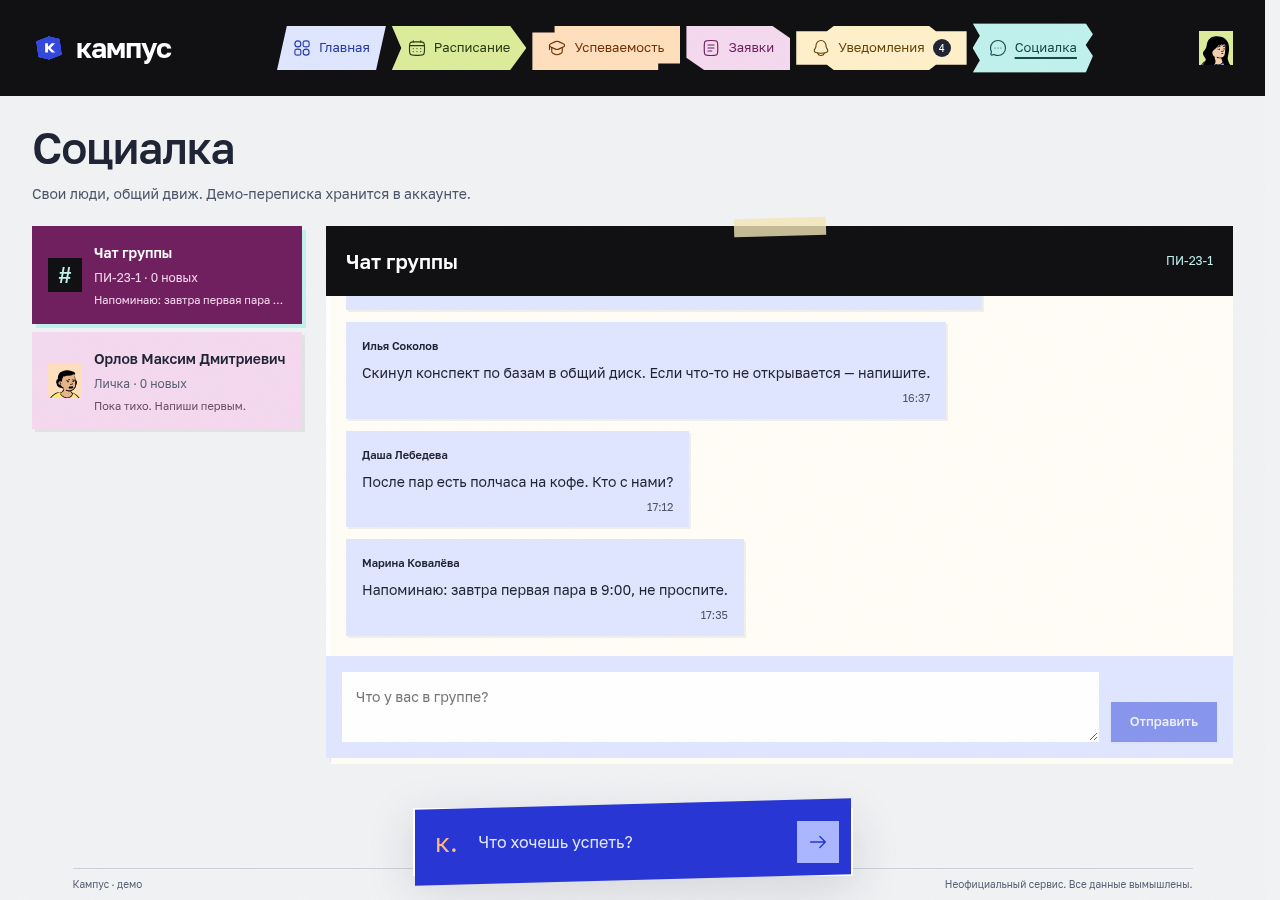 К кампус
Главная
Расписание
Успеваемость
Заявки
Уведомления 4
Социалка
Социалка
Свои люди, общий движ. Демо-переписка хранится в аккаунте.
#
Чат группы
ПИ-23-1 · 0 новых
Напоминаю: завтра первая пара ...
Орлов Максим Дмитриевич
Личка · 0 новых
Пока тихо. Напиши первым.
Чат группы
ПИ-23-1
Илья Соколов
Скинул конспект по базам в общий диск. Если что-то не открывается — напишите.
16:37
Даша Лебедева
После пар есть полчаса на кофе. Кто с нами?
17:12
Марина Ковалёва
Напоминаю: завтра первая пара в 9:00, не проспите.
17:35
Что у вас в группе?
Отправить
к. Что хочешь успеть?
Кампус · демо
Неофициальный сервис. Все данные вымышлены.